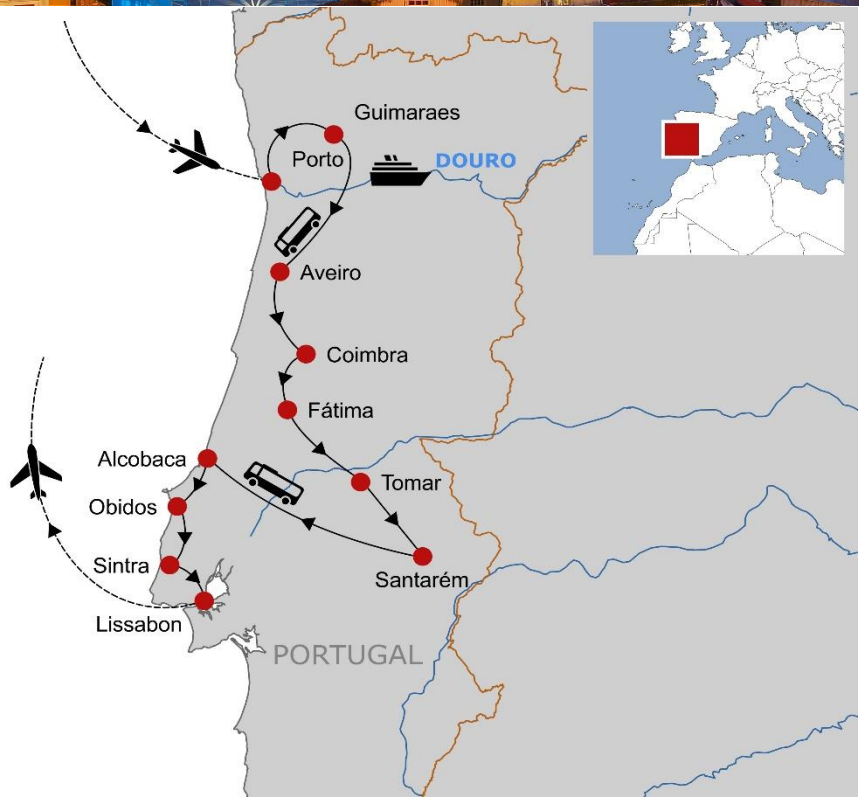 Guimaraes
Porto
DOURO
Aveiro
Coimbra
Fátima
Alcobaca
Tomar
Obidos
Sintra
Santarém
Lissabon
PORTUGAL